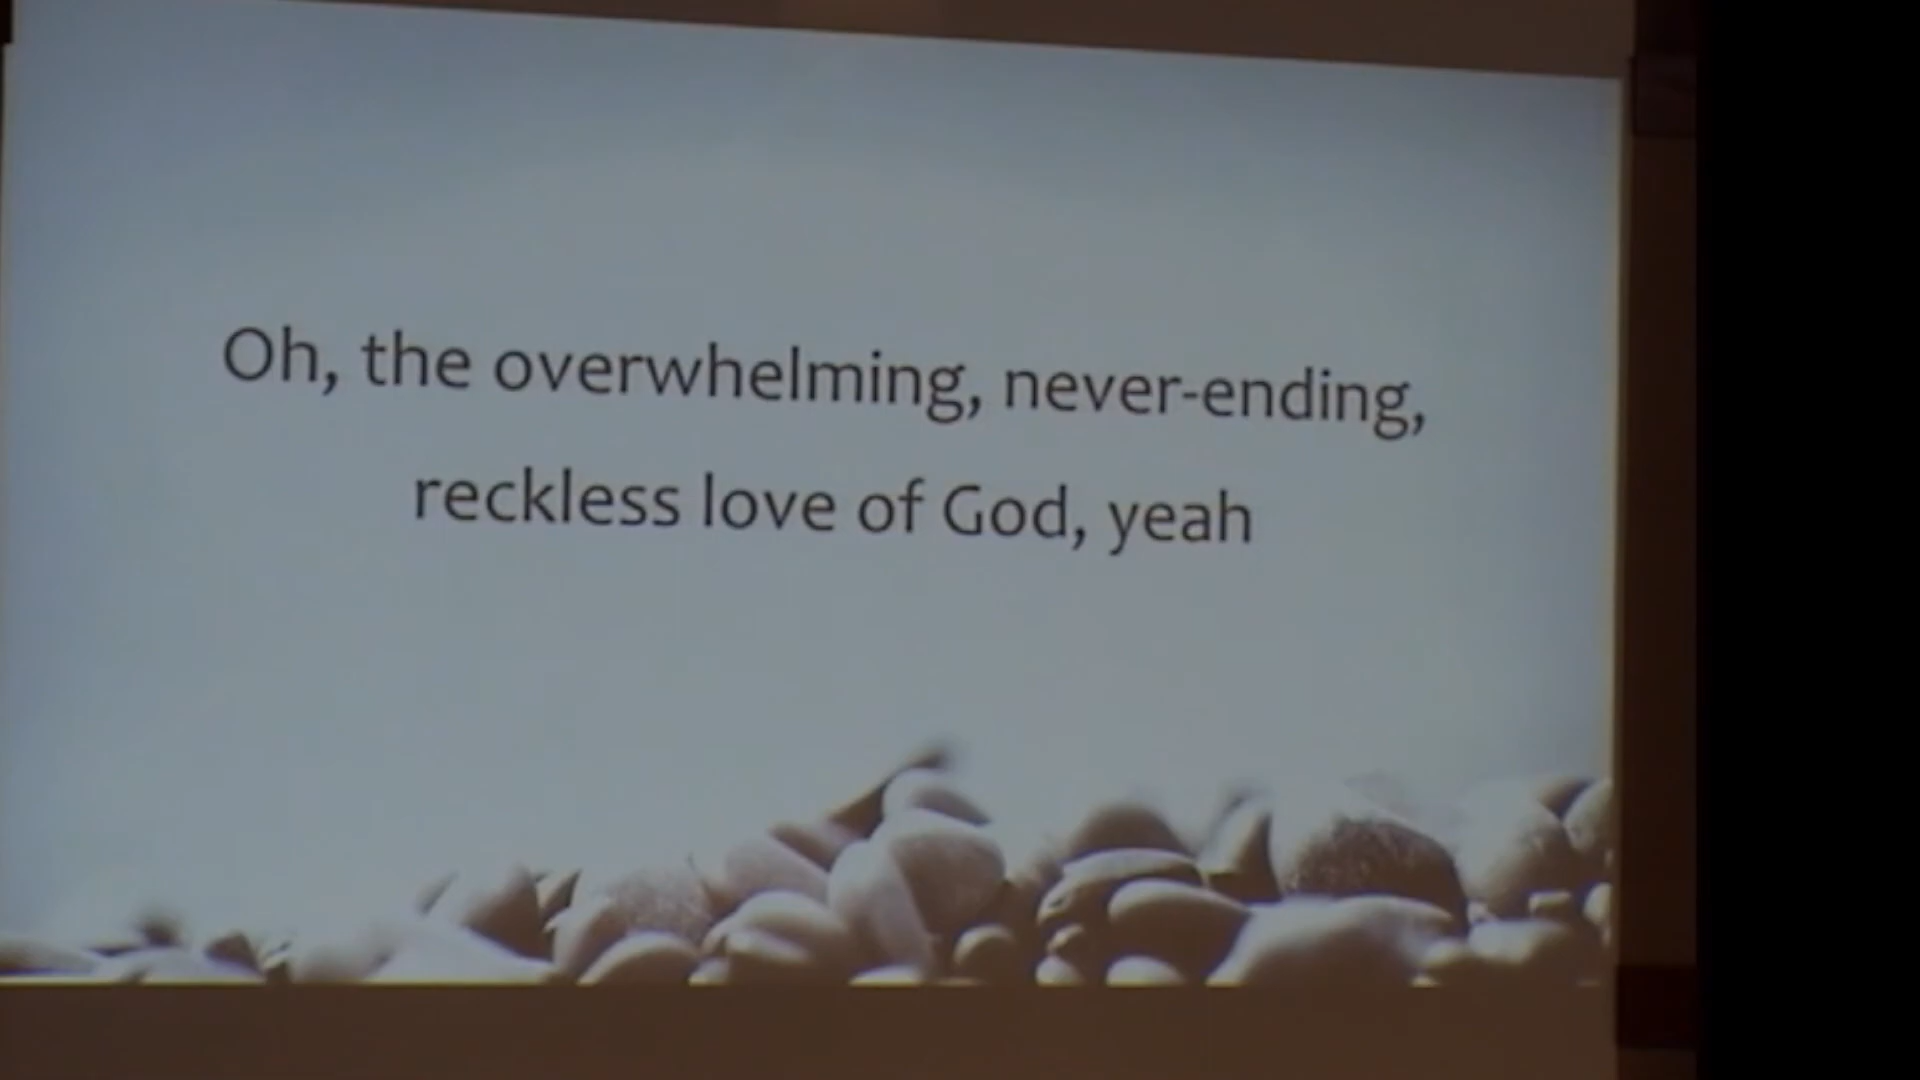 Oh, the overwhelming, never-ending,
reckless love of God, yeah